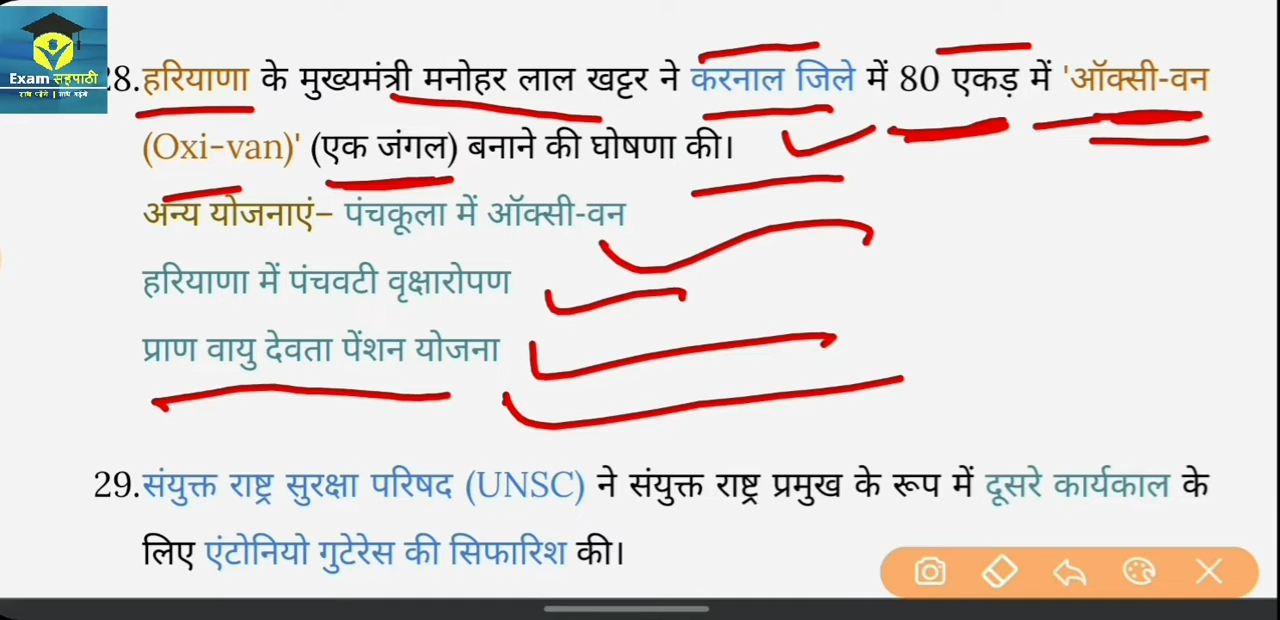 Exam सहपाठी
28.हरियाणा के मुख्यमंत्री मनोहर लाल खट्टर ने करनाल जिले में 80 एकड़ में 'ऑक्सी-वन
(Oxi-van)' (एक जंगल) बनाने की घोषणा की।
अन्य योजनाएं– पंचकूला में ऑक्सी-वन
हरियाणा में पंचवटी वृक्षारोपण
प्राण वायु देवता पेंशन योजना
29.संयुक्त राष्ट्र सुरक्षा परिषद (UNSC) ने संयुक्त राष्ट्र प्रमुख के रूप में दूसरे कार्यकाल के
लिए एंटोनियो गुटेरेस की सिफारिश की।